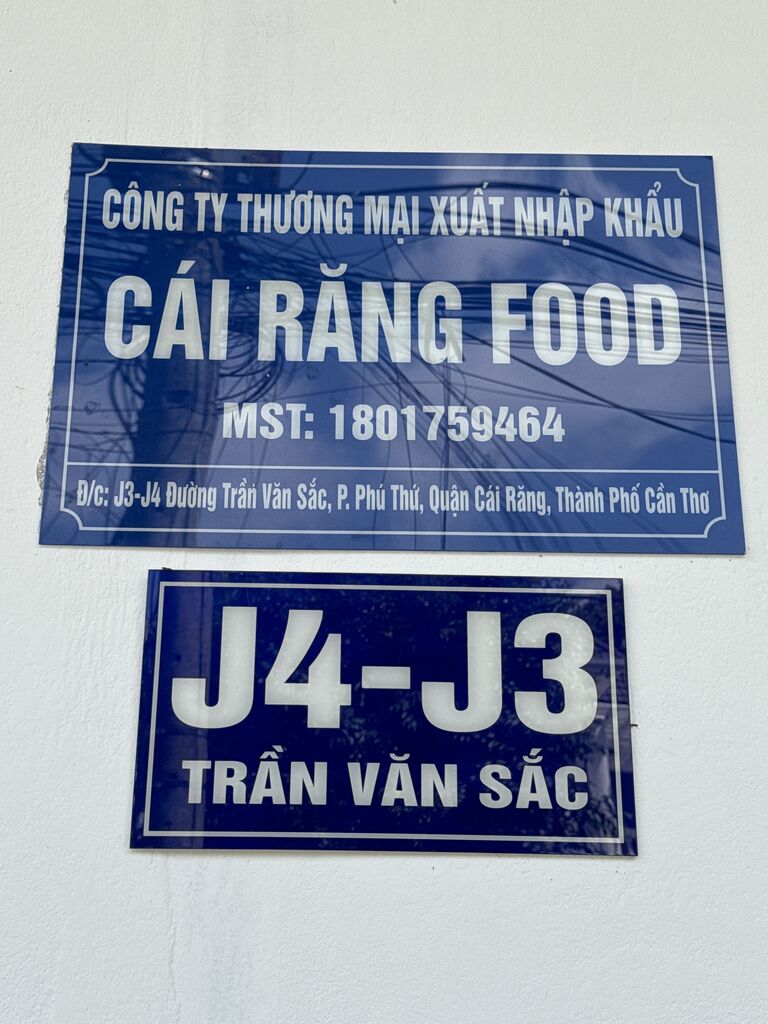 CÔNG TY THƯƠNG MẠI XUẤT NHẬP KHẨU
CÁI RĂNG FOOD
MST: 1801759464
Đ/c: J3-J4 Đường Trần Văn Sắc, P. Phú Thứ, Quận Cái Răng, Thành Phố Cần Thơ
J4-J3
TRẦN VĂN SẮC